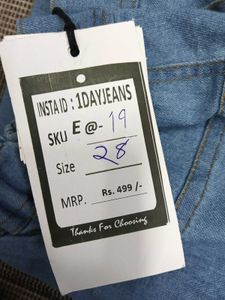 INSTA ID : 1DAYJEANS
SKU E @- 19
Size 28
MRP. Rs. 499 /-
Thanks For Choosing